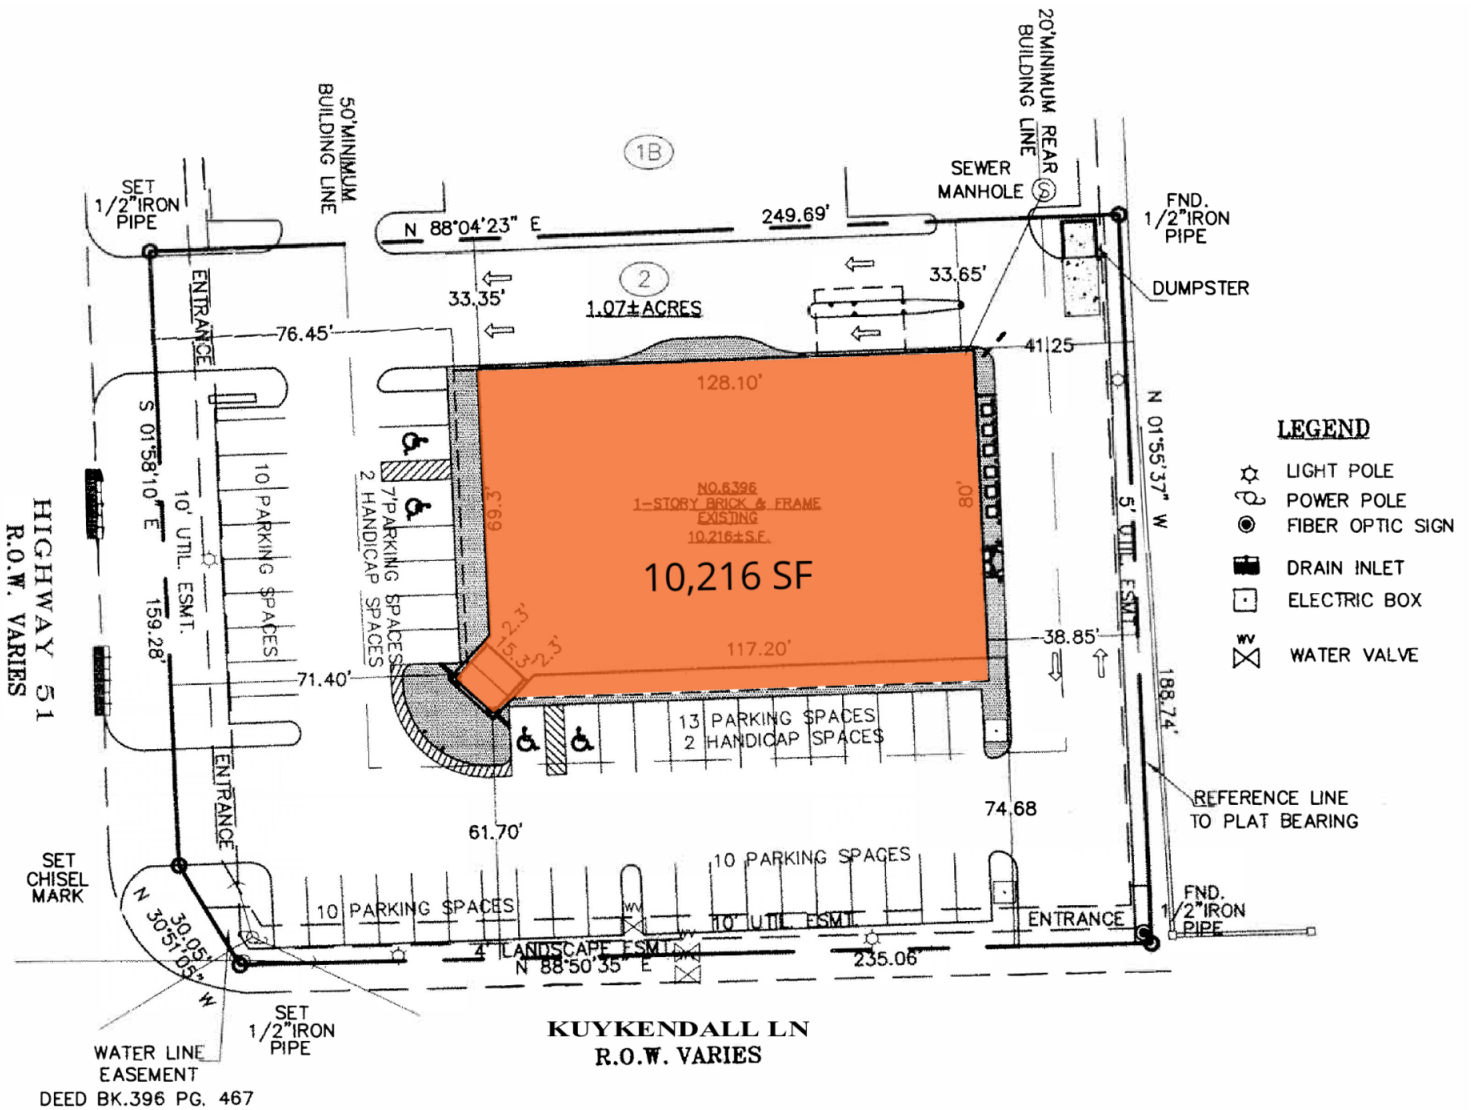 20'MINIMUM REAR
BUILDING LINE
50'MINIMUM
BUILDING LINE
1B
SEWER
MANHOLE
S
SET
1/2"IRON
PIPE
FND.
1/2"IRON
PIPE
N 88°04'23" E
249.69'
ENTRANCE
33.35'
2
1.07±ACRES
33.65'
DUMPSTER
76.45'
41.25
128.10'
S 01°58'10" E
159.28'
10' UTIL. ESMT.
10 PARKING SPACES
7'PARKING SPACES
2 HANDICAP SPACES
69.3'
NO.6396
1-STORY BRICK & FRAME
EXISTING
10,216±S.F.
10,216 SF
80'
N 01°55'37" W
188.74'
5' UTIL ESMT
LEGEND
LIGHT POLE
POWER POLE
FIBER OPTIC SIGN
DRAIN INLET
ELECTRIC BOX
WV
WATER VALVE
HIGHWAY 51
R.O.W. VARIES
2.3'
15.3'
2.3'
117.20'
38.85'
71.40'
13 PARKING SPACES
2 HANDICAP SPACES
ENTRANCE
61.70'
74.68
REFERENCE LINE
TO PLAT BEARING
SET
CHISEL
MARK
N 30°51'05" W
30.05'
10 PARKING SPACES
10 PARKING SPACES
WV
10' UTIL ESMT
ENTRANCE
FND.
1/2"IRON
PIPE
WV
4' LANDSCAPE ESMT
N 88°50'35" E
235.06'
SET
1/2"IRON
PIPE
KUYKENDALL LN
R.O.W. VARIES
WATER LINE
EASEMENT
DEED BK.396 PG. 467